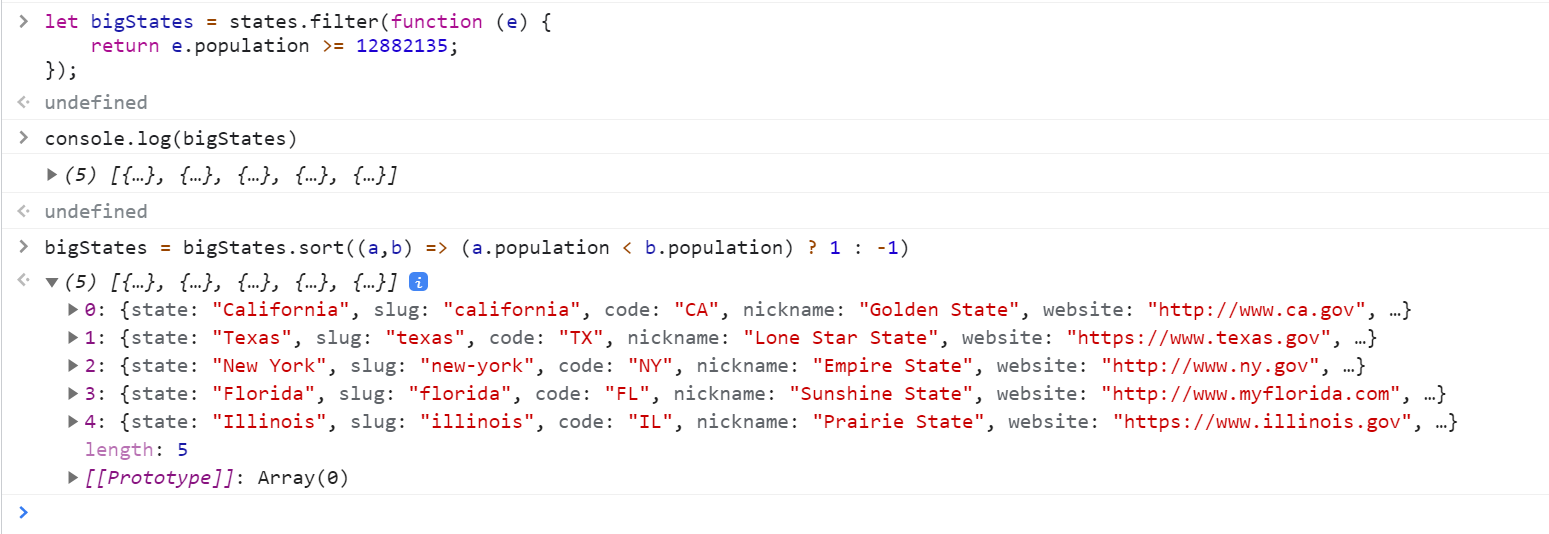 let bigStates = states.filter(function (e) {
    return e.population >= 12882135;
});
undefined
console.log(bigStates)
(5) [{…}, {…}, {…}, {…}, {…}]
undefined
bigStates = bigStates.sort((a,b) => (a.population < b.population) ? 1 : -1)
(5) [{…}, {…}, {…}, {…}, {…}] i
0: {state: "California", slug: "california", code: "CA", nickname: "Golden State", website: "http://www.ca.gov", …}
1: {state: "Texas", slug: "texas", code: "TX", nickname: "Lone Star State", website: "https://www.texas.gov", …}
2: {state: "New York", slug: "new-york", code: "NY", nickname: "Empire State", website: "http://www.ny.gov", …}
3: {state: "Florida", slug: "florida", code: "FL", nickname: "Sunshine State", website: "http://www.myflorida.com", …}
4: {state: "Illinois", slug: "illinois", code: "IL", nickname: "Prairie State", website: "https://www.illinois.gov", …}
length: 5
[[Prototype]]: Array(0)